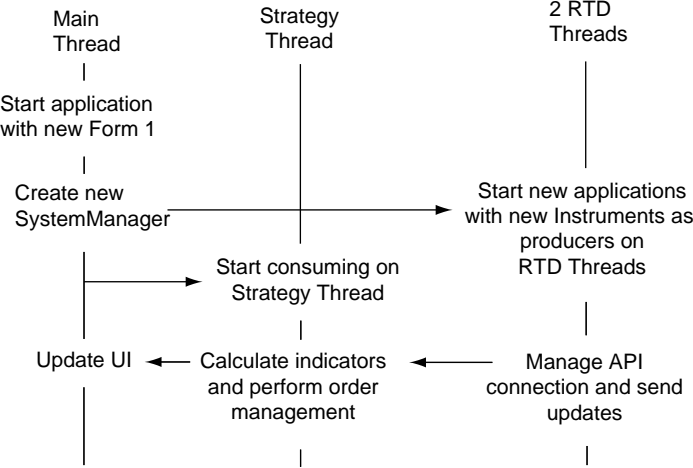 Main
Thread
Strategy
Thread
2 RTD
Threads
Start application
with new Form 1
Create new
SystemManager
Start new applications
with new Instruments as
producers on
RTD Threads
Start consuming on
Strategy Thread
Update UI
Calculate indicators
and perform order
management
Manage API
connection and send
updates